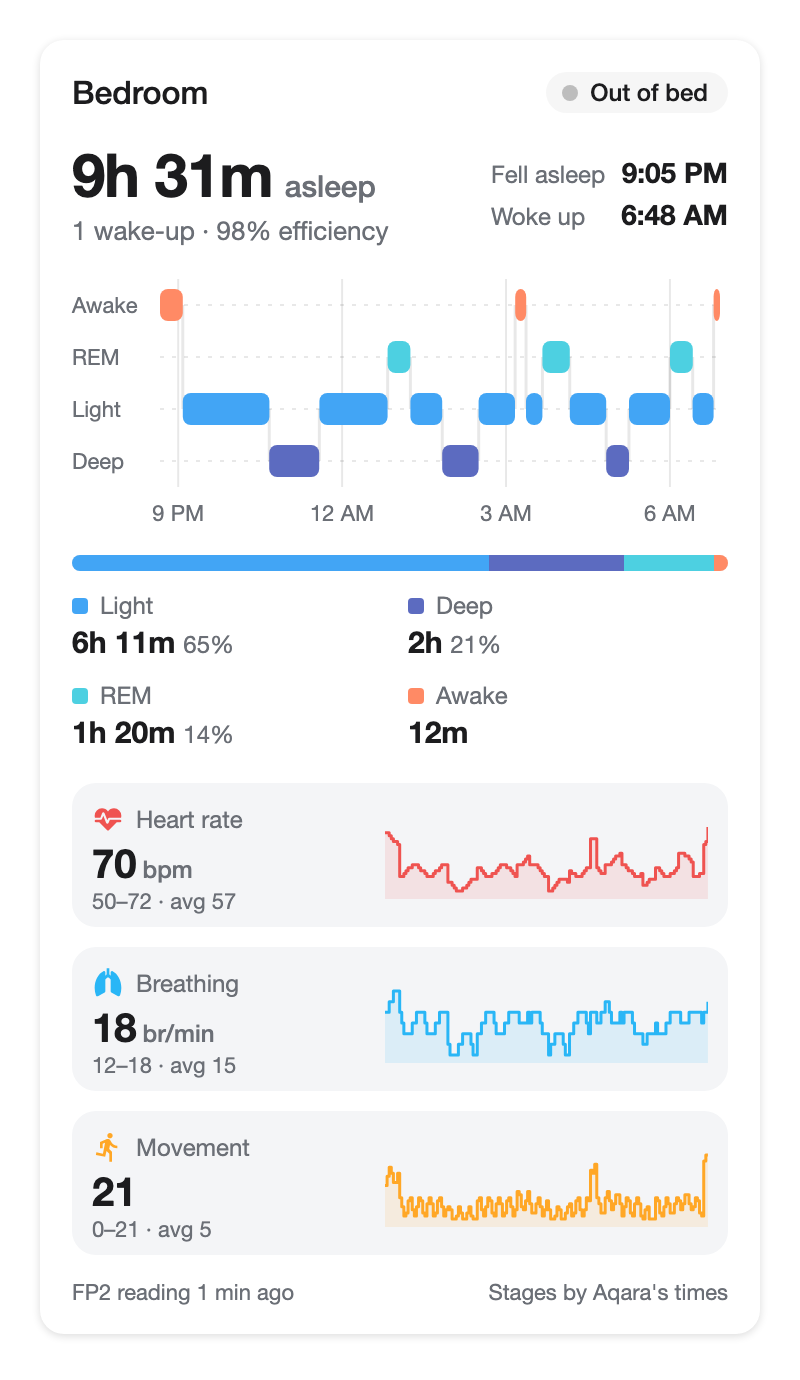 Bedroom
Out of bed
9h 31m asleep
1 wake-up · 98% efficiency
Fell asleep 9:05 PM
Woke up 6:48 AM
Awake
REM
Light
Deep
9 PM 12 AM 3 AM 6 AM
Light
6h 11m 65%
Deep
2h 21%
REM
1h 20m 14%
Awake
12m
Heart rate
70 bpm
50–72 · avg 57
Breathing
18 br/min
12–18 · avg 15
Movement
21
0–21 · avg 5
FP2 reading 1 min ago
Stages by Aqara's times